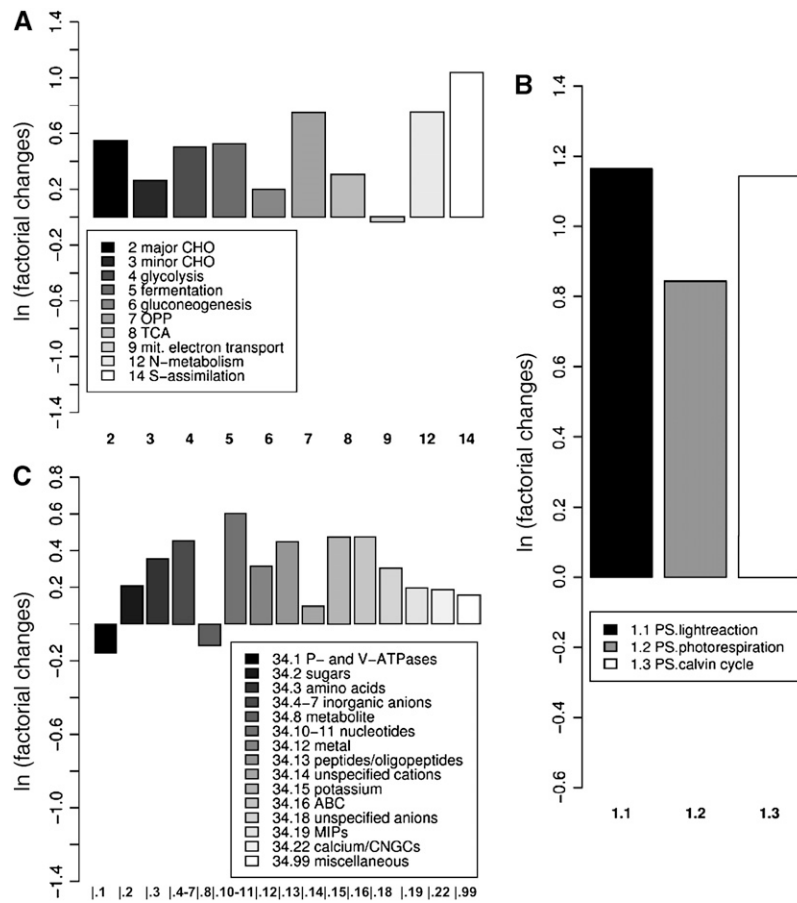 A
ln (factorial changes)
1.4
1.0
0.6
0.2
−0.2
−0.6
−1.0
−1.4
2 major CHO
3 minor CHO
4 glycolysis
5 fermentation
6 gluconeogenesis
7 OPP
8 TCA
9 mit. electron transport
12 N−metabolism
14 S−assimilation
2 3 4 5 6 7 8 9 12 14
B
ln (factorial changes)
1.4
1.2
1.0
0.8
0.6
0.4
0.2
0.0
−0.2
−0.4
−0.6
1.1 PS.lightreaction
1.2 PS.photorespiration
1.3 PS.calvin cycle
1.1 1.2 1.3
C
ln (factorial changes)
0.8
0.6
0.4
0.2
−0.2
−0.6
−1.0
−1.4
34.1 P− and V−ATPases
34.2 sugars
34.3 amino acids
34.4−7 inorganic anions
34.8 metabolite
34.10−11 nucleotides
34.12 metal
34.13 peptides/oligopeptides
34.14 unspecified cations
34.15 potassium
34.16 ABC
34.18 unspecified anions
34.19 MIPs
34.22 calcium/CNGCs
34.99 miscellaneous
|.1 |.2 |.3 |.4-7 |.8 |.10-11 |.12 |.13 |.14 |.15 |.16 |.18 |.19 |.22 |.99